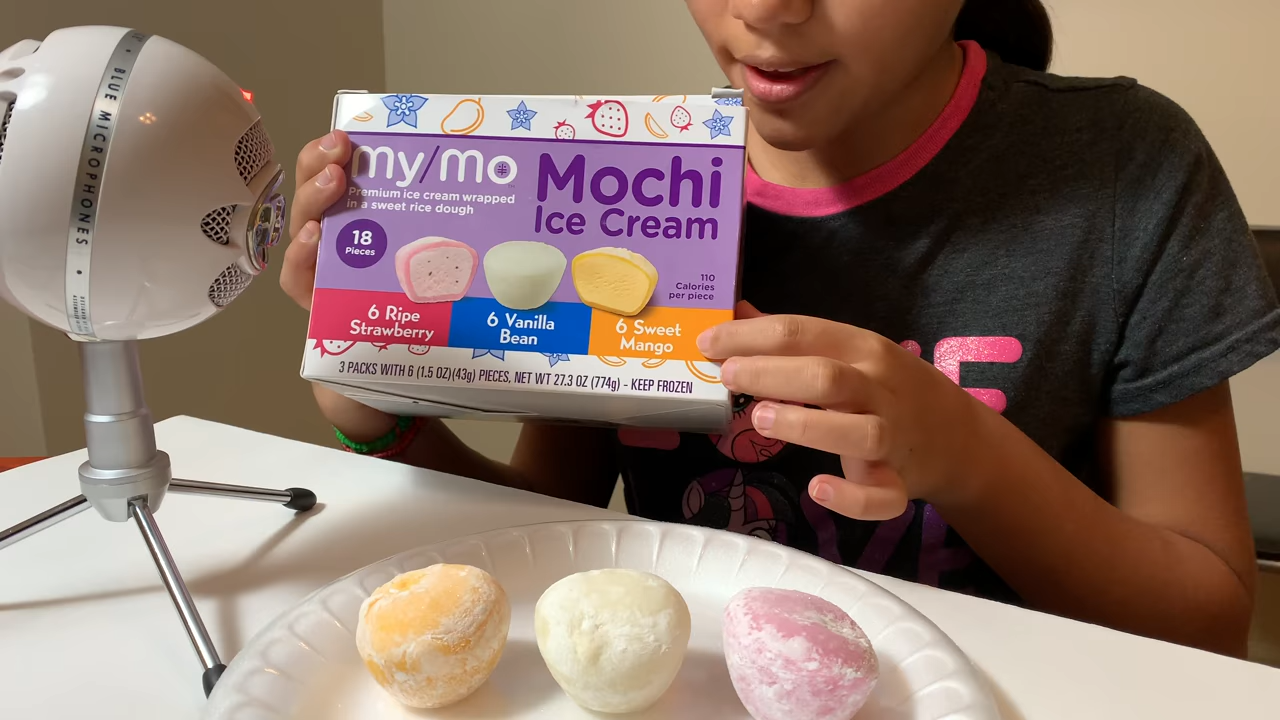 BLUE MICROPHONES
my/mo
Premium ice cream wrapped
in a sweet rice dough
Mochi
Ice Cream
18
Pieces
110
Calories
per piece
6 Ripe
Strawberry
6 Vanilla
Bean
6 Sweet
Mango
3 PACKS WITH 6 (1.5 OZ)(43g) PIECES, NET WT 27.3 OZ (774g) - KEEP FROZEN